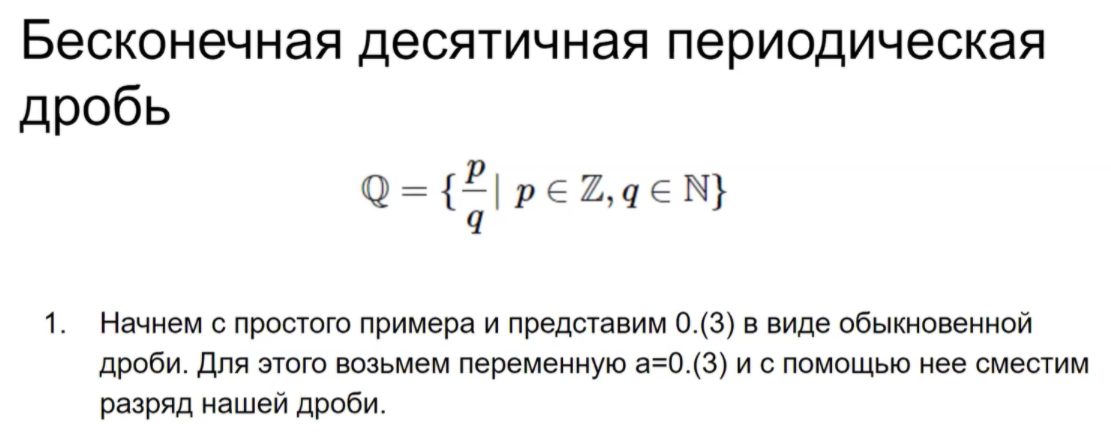 Бесконечная десятичная периодическая
дробь
ℚ = {p/q | p ∈ ℤ, q ∈ ℕ}
1. Начнем с простого примера и представим 0.(3) в виде обыкновенной
дроби. Для этого возьмем переменную а=0.(3) и с помощью нее сместим
разряд нашей дроби.